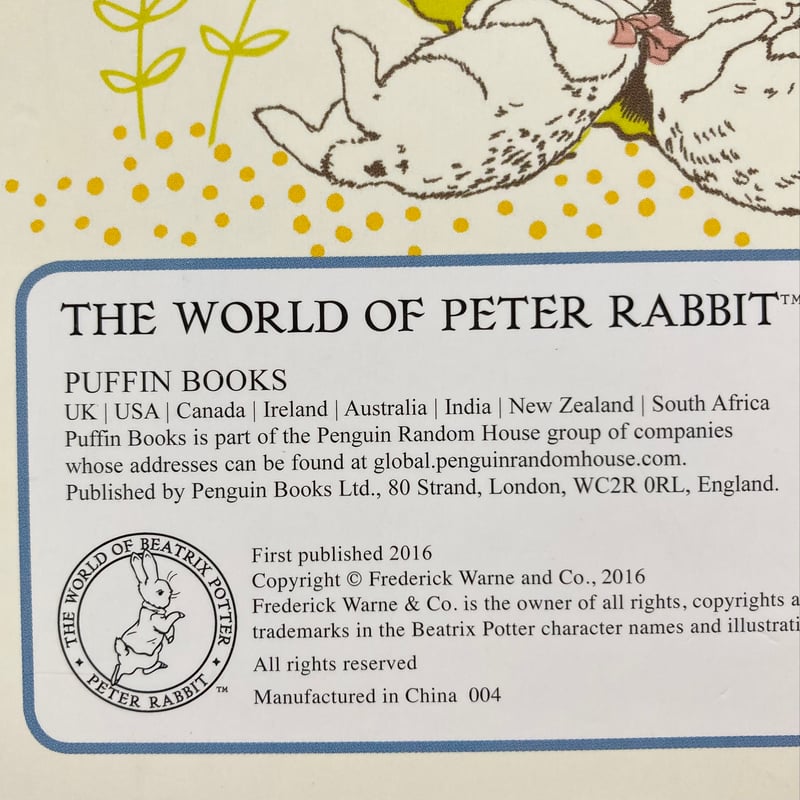 THE WORLD OF PETER RABBIT™
PUFFIN BOOKS
UK | USA | Canada | Ireland | Australia | India | New Zealand | South Africa
Puffin Books is part of the Penguin Random House group of companies
whose addresses can be found at global.penguinrandomhouse.com.
Published by Penguin Books Ltd., 80 Strand, London, WC2R 0RL, England.
THE WORLD OF BEATRIX POTTER
PETER RABBIT ™
First published 2016
Copyright © Frederick Warne and Co., 2016
Frederick Warne & Co. is the owner of all rights, copyrights
trademarks in the Beatrix Potter character names and
All rights reserved
Manufactured in China 004